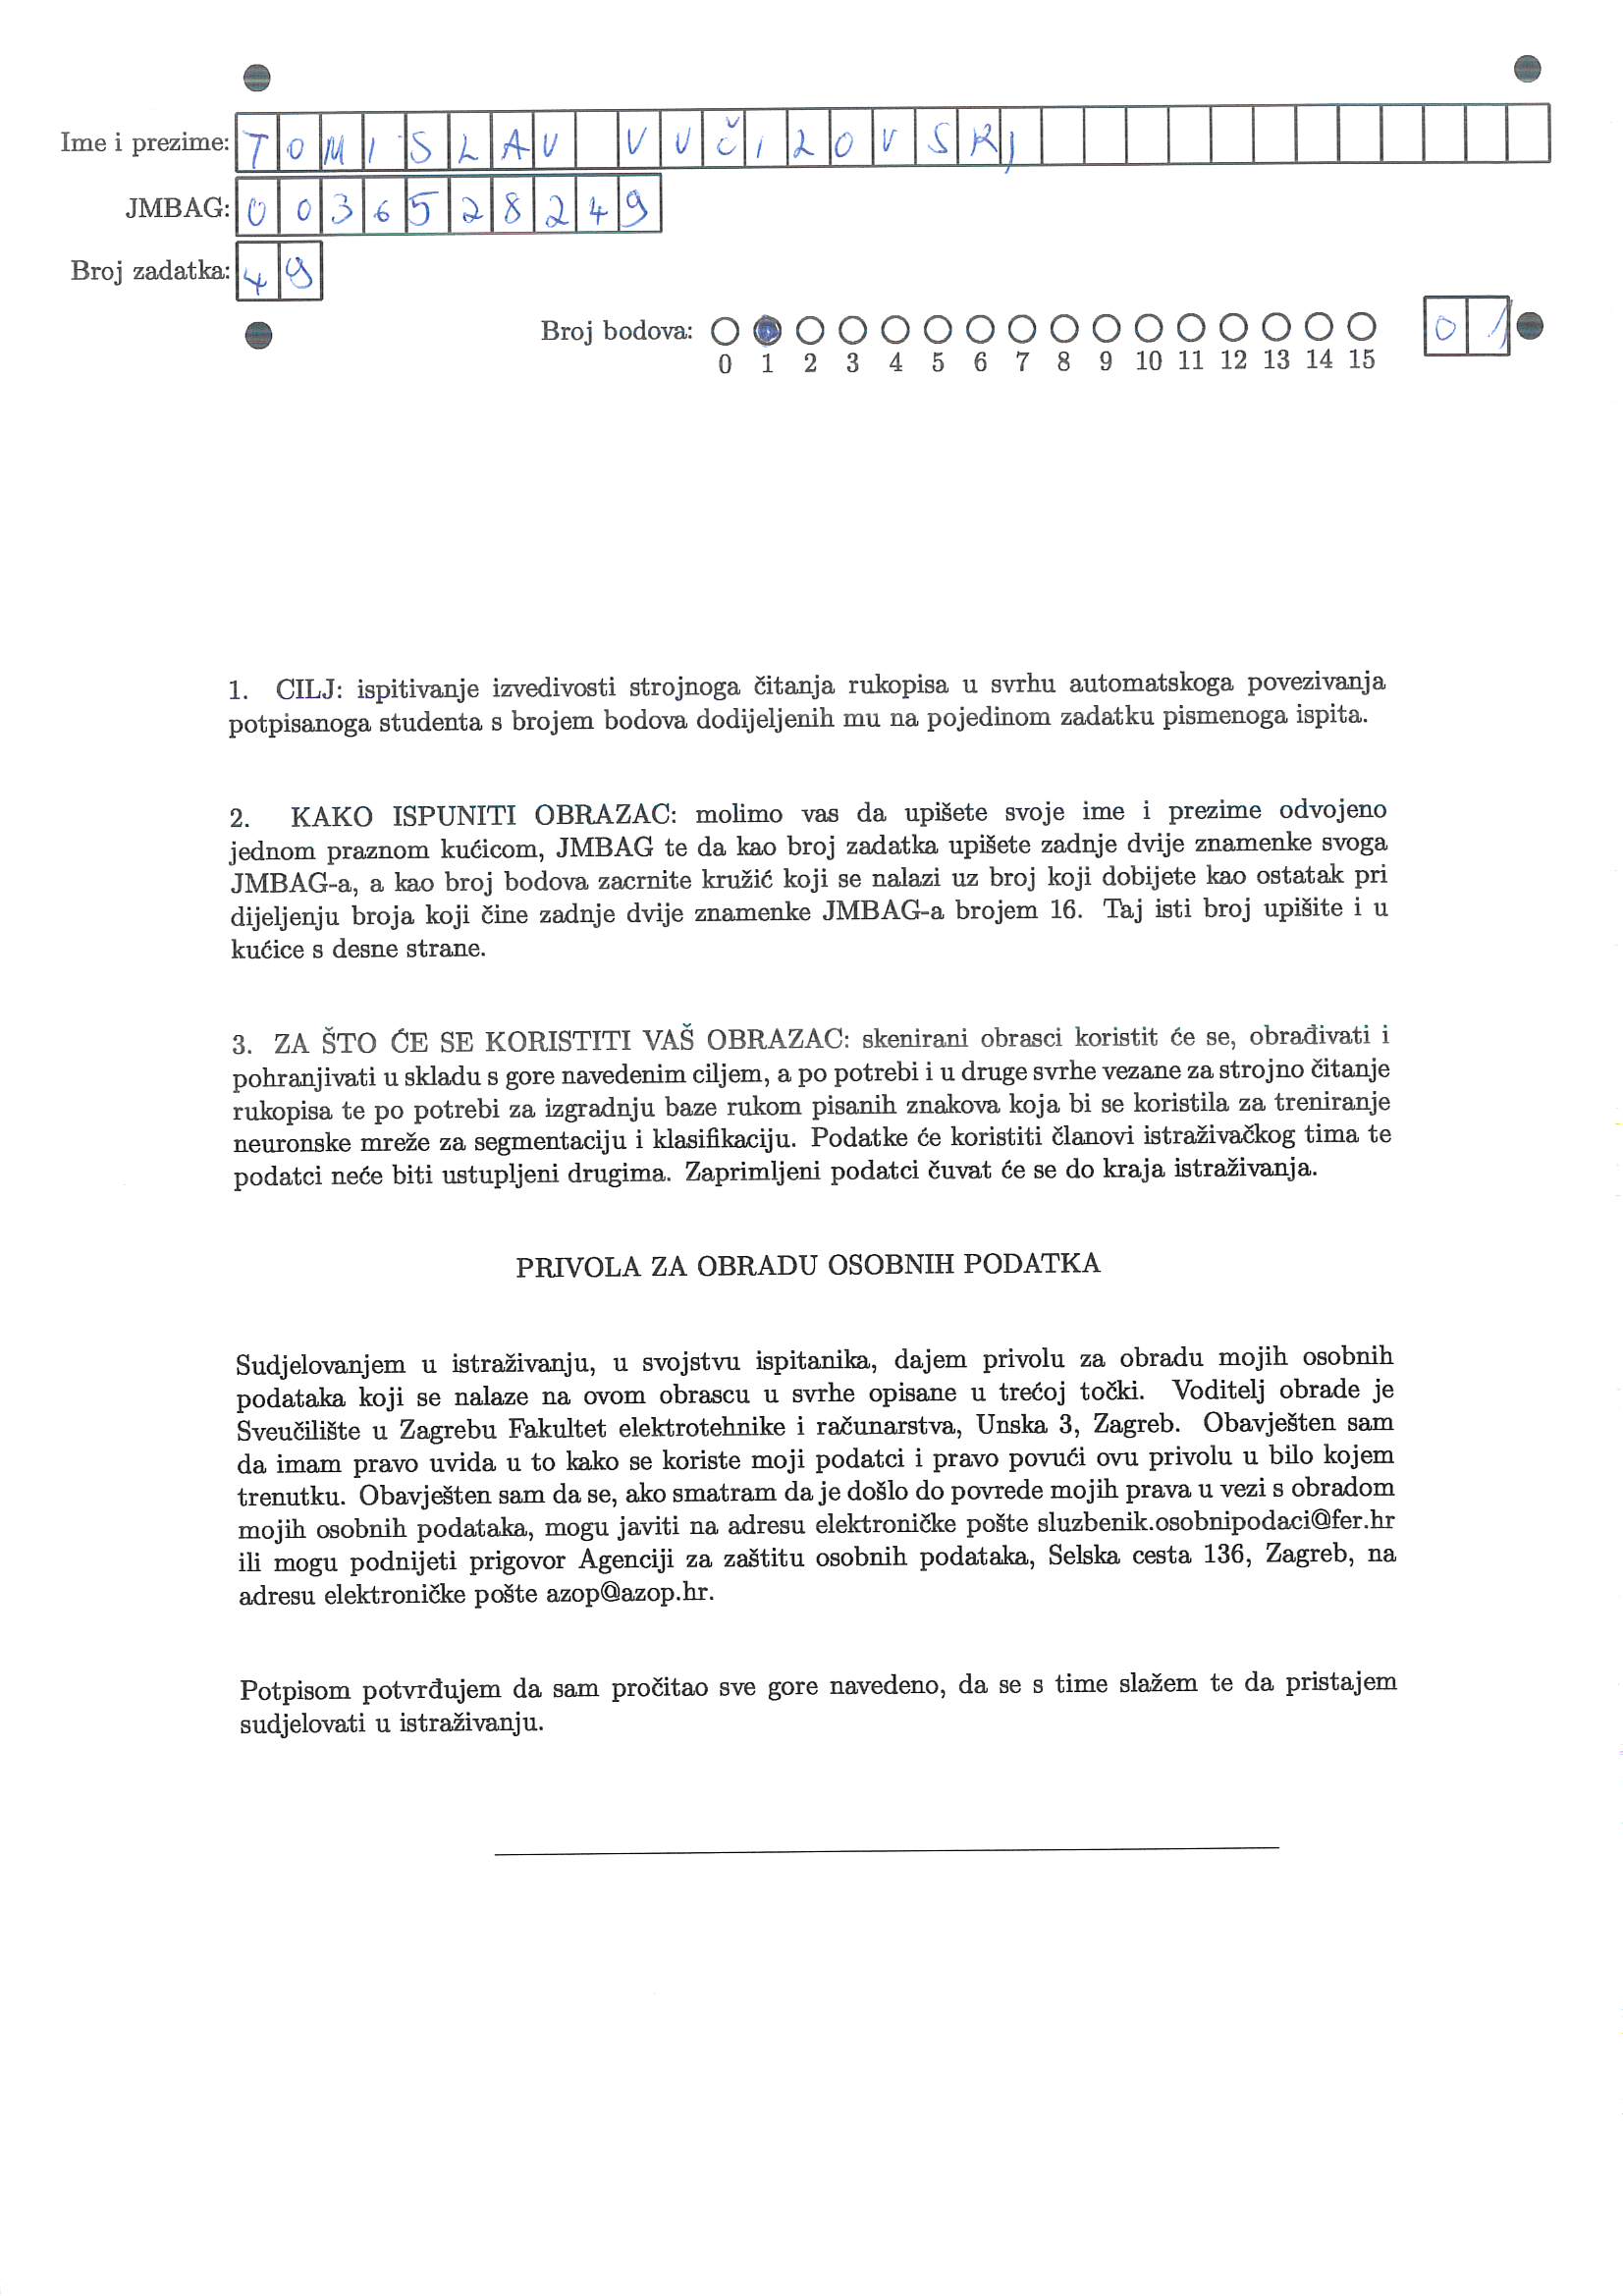 Ime i prezime: TOMISLAV VUČILOVSKI
JMBAG: 0036528249
Broj zadatka: 49
Broj bodova: 01
0 1 2 3 4 5 6 7 8 9 10 11 12 13 14 15
1. CILJ: ispitivanje izvedivosti strojnoga čitanja rukopisa u svrhu automatskoga povezivanja
potpisanoga studenta s brojem bodova dodijeljenih mu na pojedinom zadatku pismenoga ispita.
2. KAKO ISPUNITI OBRAZAC: molimo vas da upišete svoje ime i prezime odvojeno
jednom praznom kućicom, JMBAG te da kao broj zadatka upišete zadnje dvije znamenke svoga
JMBAG-a, a kao broj bodova zacrnite kružić koji se nalazi uz broj koji dobijete kao ostatak pri
dijeljenju broja koji čine zadnje dvije znamenke JMBAG-a brojem 16. Taj isti broj upišite i u
kućice s desne strane.
3. ZA ŠTO ĆE SE KORISTITI VAŠ OBRAZAC: skenirani obrasci koristit će se, obrađivati i
pohranjivati u skladu s gore navedenim ciljem, a po potrebi i u druge svrhe vezane za strojno čitanje
rukopisa te po potrebi za izgradnju baze rukom pisanih znakova koja bi se koristila za treniranje
neuronske mreže za segmentaciju i klasifikaciju. Podatke će koristiti članovi istraživačkog tima te
podatci neće biti ustupljeni drugima. Zaprimljeni podatci čuvat će se do kraja istraživanja.
PRIVOLA ZA OBRADU OSOBNIH PODATKA
Sudjelovanjem u istraživanju, u svojstvu ispitanika, dajem privolu za obradu mojih osobnih
podataka koji se nalaze na ovom obrascu u svrhe opisane u trećoj točki. Voditelj obrade je
Sveučilište u Zagrebu Fakultet elektrotehnike i računarstva, Unska 3, Zagreb. Obavješten sam
da imam pravo uvida u to kako se koriste moji podatci i pravo povući ovu privolu u bilo kojem
trenutku. Obavješten sam da se, ako smatram da je došlo do povrede mojih prava u vezi s obradom
mojih osobnih podataka, mogu javiti na adresu elektroničke pošte sluzbenik.osobnipodaci@fer.hr
ili mogu podnijeti prigovor Agenciji za zaštitu osobnih podataka, Selska cesta 136, Zagreb, na
adresu elektroničke pošte azop@azop.hr.
Potpisom potvrđujem da sam pročitao sve gore navedeno, da se s time slažem te da pristajem
sudjelovati u istraživanju.